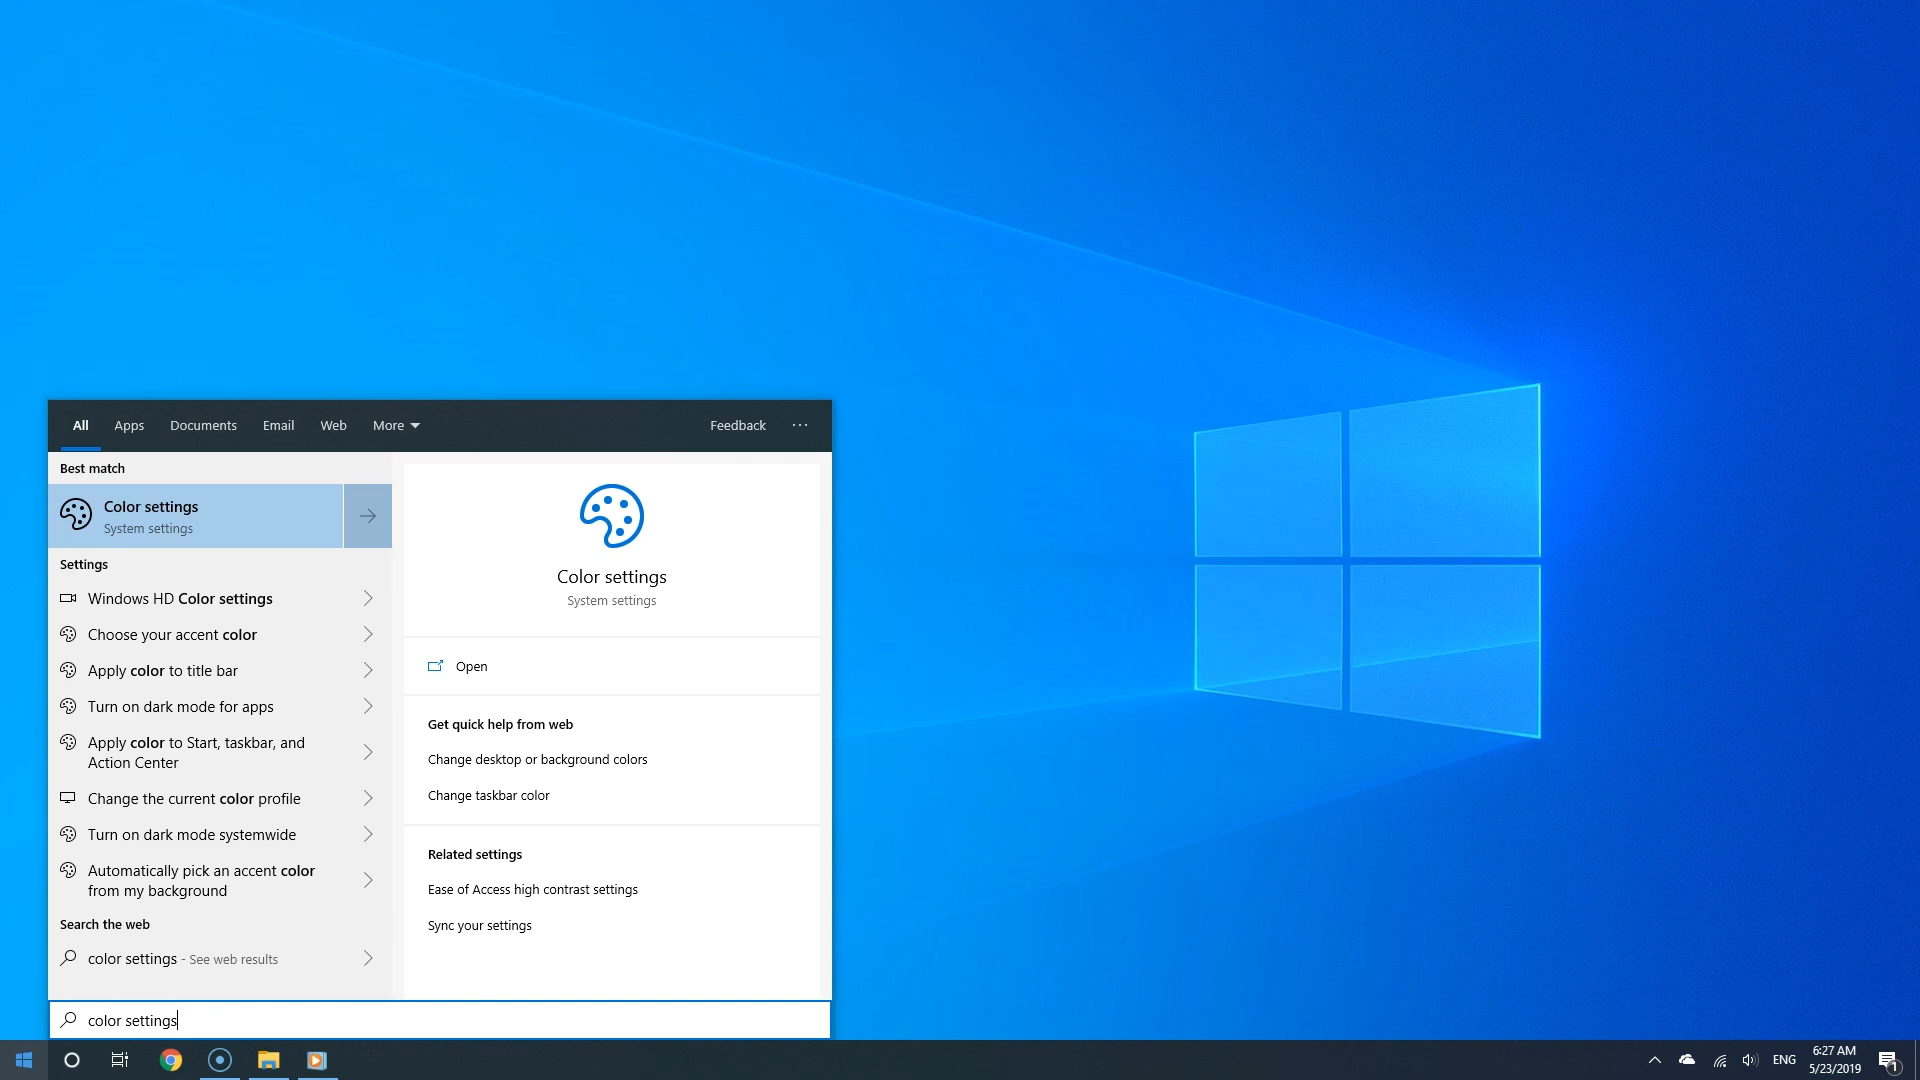 All Apps Documents Email Web More Feedback ...
Best match
Color settings
System settings
Settings
Windows HD Color settings
Choose your accent color
Apply color to title bar
Turn on dark mode for apps
Apply color to Start, taskbar, and
Action Center
Change the current color profile
Turn on dark mode systemwide
Automatically pick an accent color
from my background
Search the web
color settings - See web results
Color settings
System settings
Open
Get quick help from web
Change desktop or background colors
Change taskbar color
Related settings
Ease of Access high contrast settings
Sync your settings
color settings
ENG
6:27 AM
5/23/2019
1